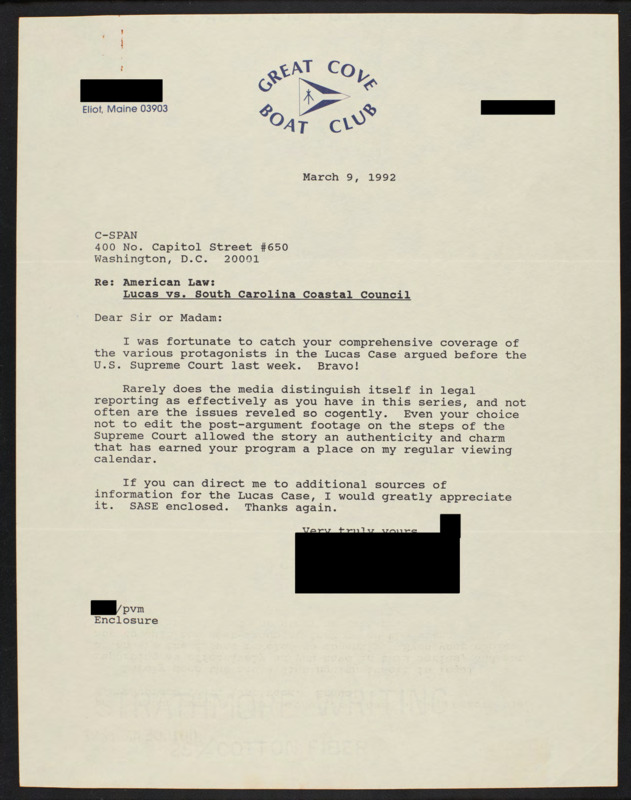 GREAT COVE
BOAT CLUB
Eliot, Maine 03903
March 9, 1992
C-SPAN
400 No. Capitol Street #650
Washington, D.C. 20001
Re: American Law:
Lucas vs. South Carolina Coastal Council
Dear Sir or Madam:
I was fortunate to catch your comprehensive coverage of
the various protagonists in the Lucas Case argued before the
U.S. Supreme Court last week. Bravo!
Rarely does the media distinguish itself in legal
reporting as effectively as you have in this series, and not
often are the issues reveled so cogently. Even your choice
not to edit the post-argument footage on the steps of the
Supreme Court allowed the story an authenticity and charm
that has earned your program a place on my regular viewing
calendar.
If you can direct me to additional sources of
information for the Lucas Case, I would greatly appreciate
it. SASE enclosed. Thanks again.
Very truly yours
/pvm
Enclosure
STRATHMORE WRITING